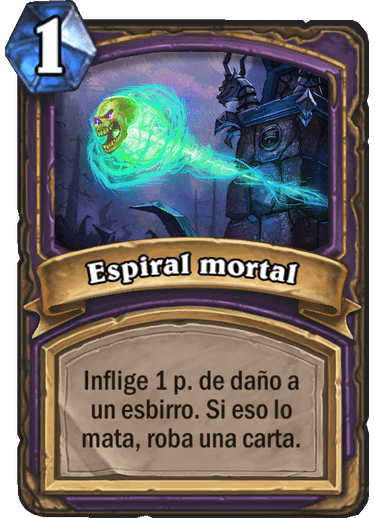 1
Espiral mortal
Inflige 1 p. de daño a
un esbirro. Si eso lo
mata, roba una carta.